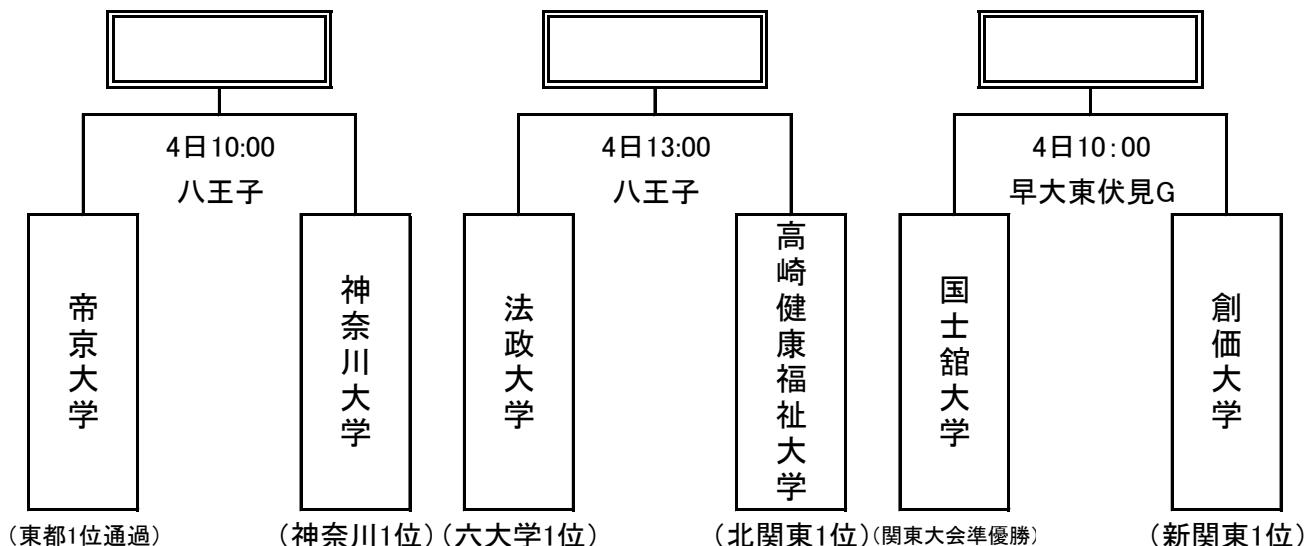 4日10:00
八王子
4日13:00
八王子
4日10:00
早大東伏見G
帝京大学
神奈川大学
法政大学
高崎健康福祉大学
国士舘大学
創価大学
(東都1位通過)
(神奈川1位)
(六大学1位)
(北関東1位)
(関東大会準優勝)
(新関東1位)